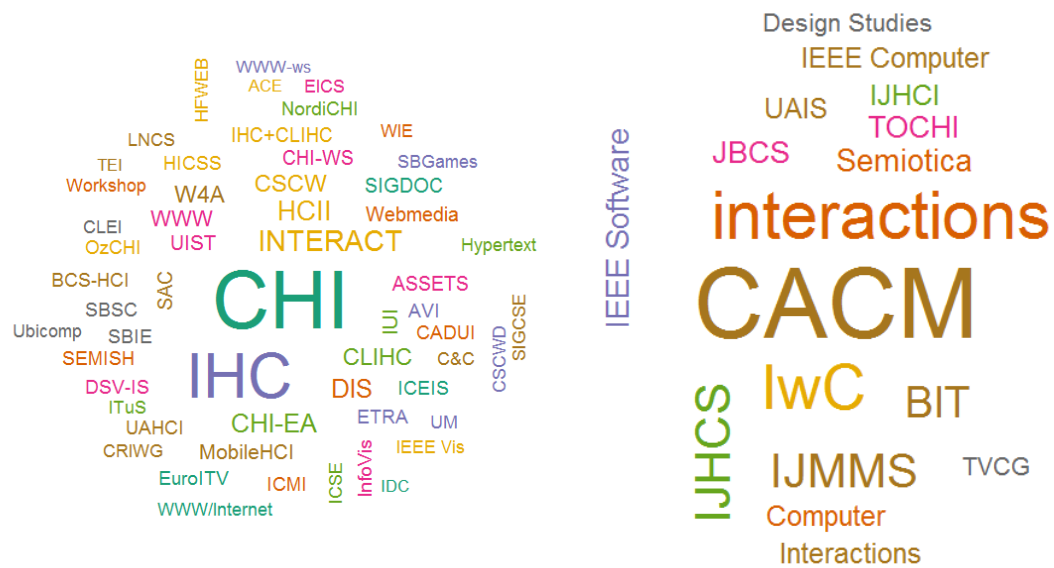 WWW-ws
HFWEB
ACE
EICS
NordiCHI
LNCS
IHC+CLIHC
WIE
TEI
HICSS
CHI-WS
SBGames
Workshop
W4A
CSCW
SIGDOC
CLEI
WWW
HCII
Webmedia
OzCHI
UIST
INTERACT
Hypertext
BCS-HCI
SAC
CHI
ASSETS
SBSC
IUI
AVI
SIGCSE
Ubicomp
SBIE
CADUI
CSCWD
SEMISH
IHC
CLIHC
C&C
DSV-IS
DIS
ICEIS
ITuS
UAHCI
CHI-EA
ETRA
UM
CRIWG
MobileHCI
InfoVis
IEEE Vis
EuroITV
ICMI
ICSE
IDC
WWW/Internet
Design Studies
IEEE Computer
UAIS
IJHCI
TOCHI
JBCS
Semiotica
IEEE Software
interactions
CACM
IwC
BIT
IJHCS
IJMMS
TVCG
Computer
Interactions